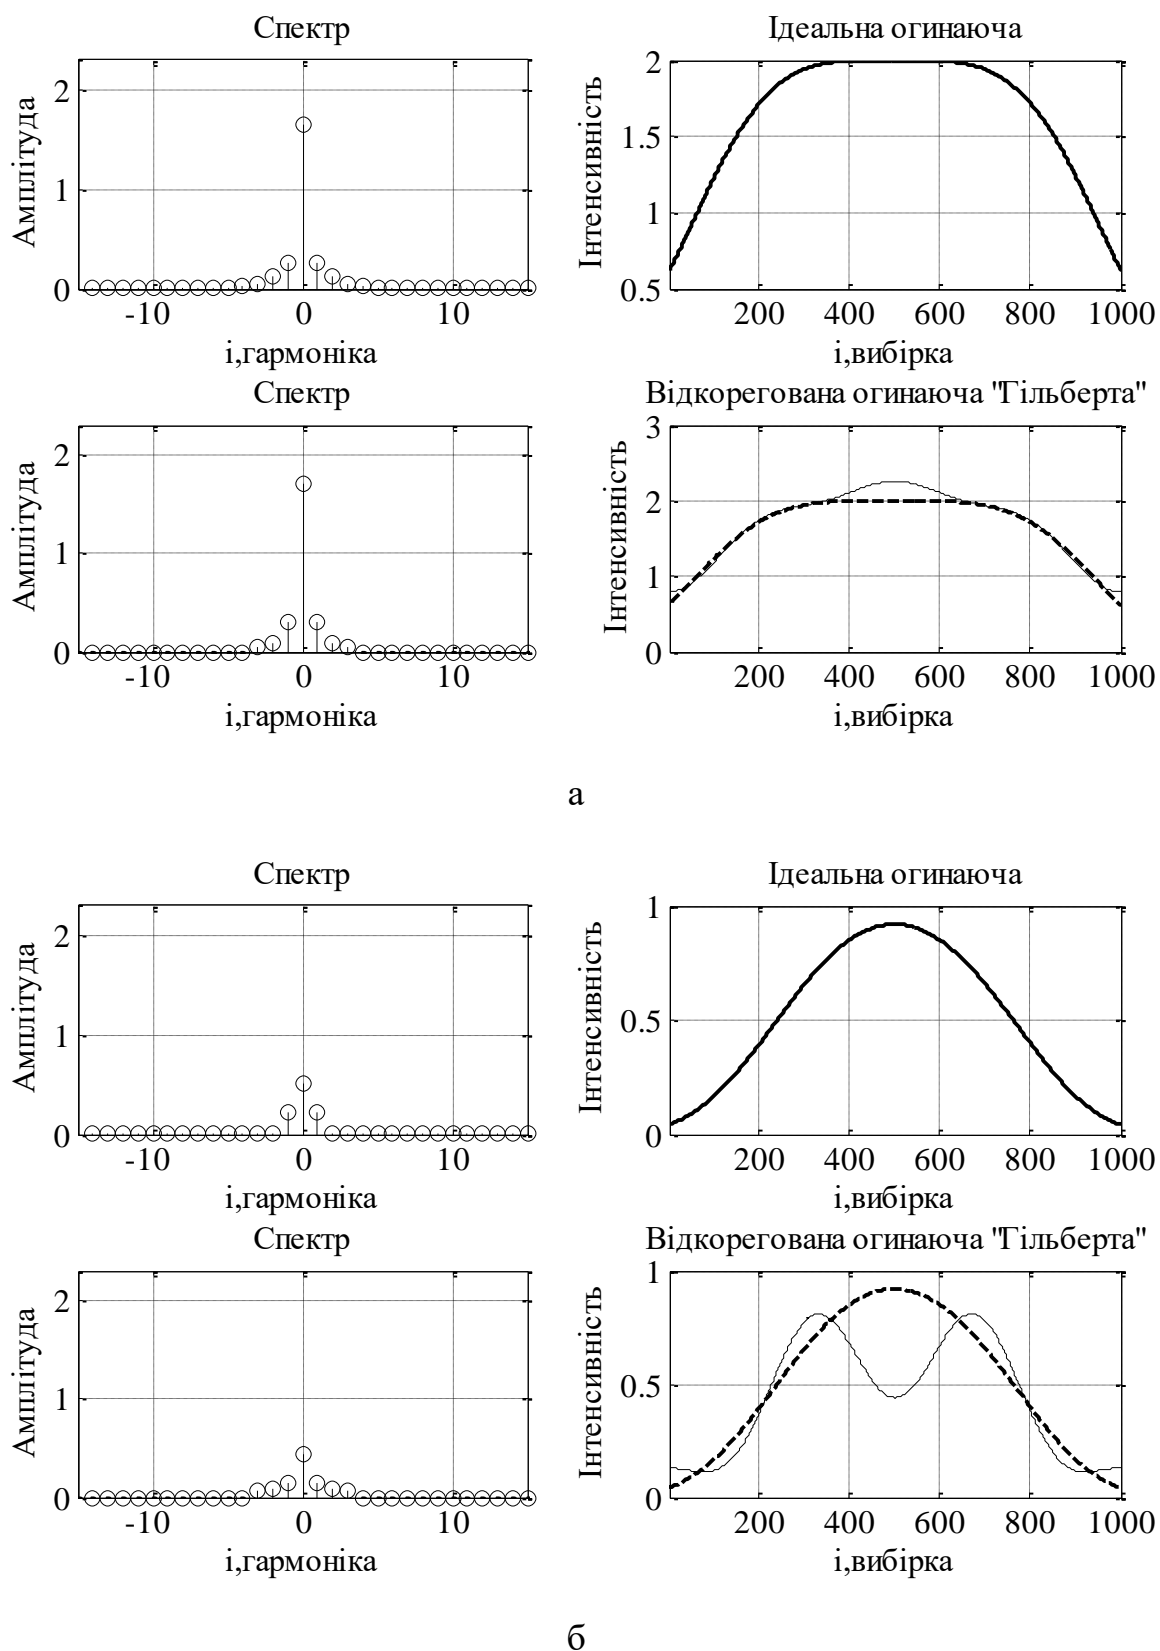 Спектр
Амплітуда
2
1
0
-10 0 10
i,гармоніка
Ідеальна огинаюча
Інтенсивність
2
1.5
1
0.5
200 400 600 800 1000
i,вибірка
Спектр
Амплітуда
2
1
0
-10 0 10
i,гармоніка
Відкорегована огинаюча "Гільберта"
Інтенсивність
3
2
1
0
200 400 600 800 1000
i,вибірка
а
Спектр
Амплітуда
2
1
0
-10 0 10
i,гармоніка
Ідеальна огинаюча
Інтенсивність
1
0.5
0
200 400 600 800 1000
i,вибірка
Спектр
Амплітуда
2
1
0
-10 0 10
i,гармоніка
Відкорегована огинаюча "Гільберта"
Інтенсивність
1
0.5
0
200 400 600 800 1000
i,вибірка
б